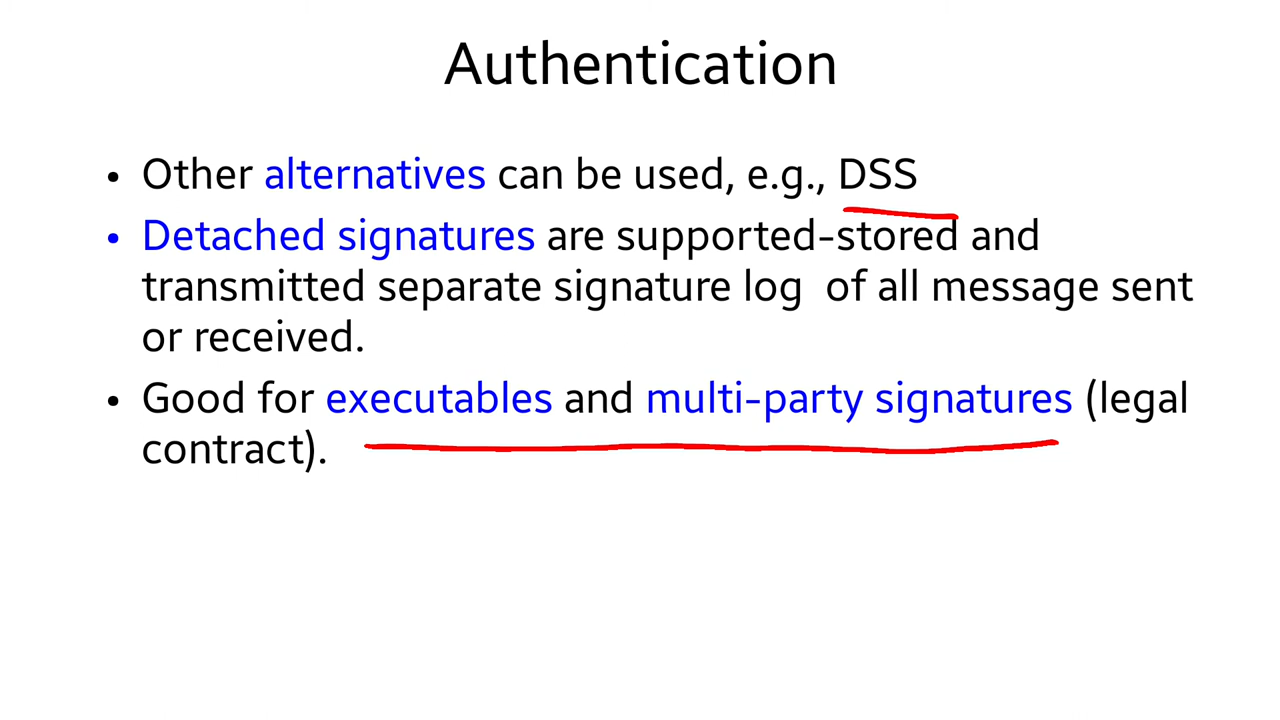 Authentication
• Other alternatives can be used, e.g., DSS
• Detached signatures are supported-stored and
transmitted separate signature log  of all message sent
or received.
• Good for executables and multi-party signatures (legal
contract).